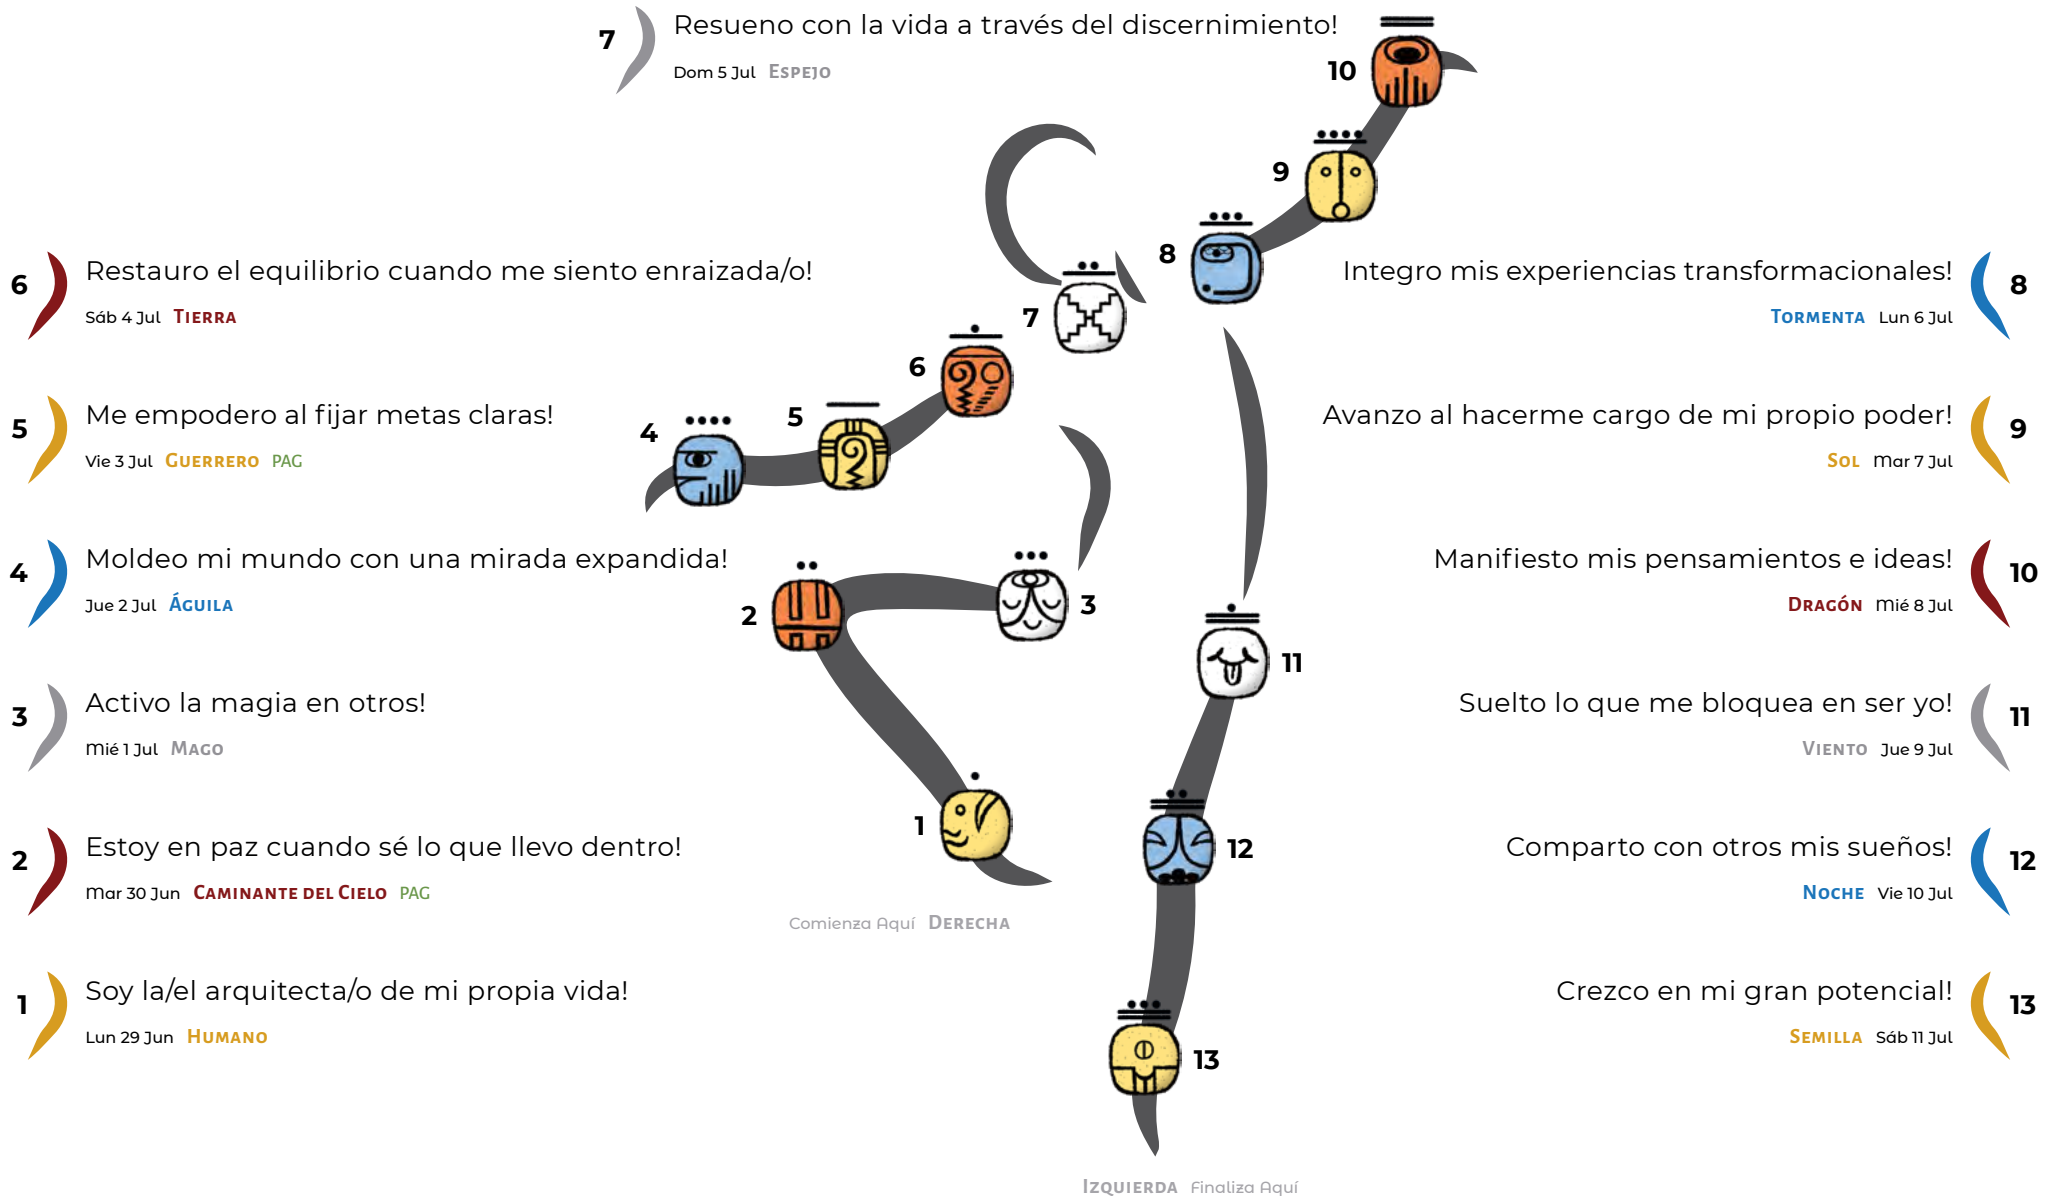 7
Resueno con la vida a través del discernimiento!
Dom 5 Jul ESPEJO
10
9
8
7
6
5
4
3
2
1
11
12
13
6
Restauro el equilibrio cuando me siento enraizada/o!
Sáb 4 Jul TIERRA
5
Me empodero al fijar metas claras!
Vie 3 Jul GUERRERO PAG
4
Moldeo mi mundo con una mirada expandida!
Jue 2 Jul ÁGUILA
3
Activo la magia en otros!
Mié 1 Jul MAGO
2
Estoy en paz cuando sé lo que llevo dentro!
Mar 30 Jun CAMINANTE DEL CIELO PAG
1
Soy la/el arquitecta/o de mi propia vida!
Lun 29 Jun HUMANO
Comienza Aquí DERECHA
Integro mis experiencias transformacionales!
8
TORMENTA Lun 6 Jul
Avanzo al hacerme cargo de mi propio poder!
9
SOL Mar 7 Jul
Manifiesto mis pensamientos e ideas!
10
DRAGÓN Mié 8 Jul
Suelto lo que me bloquea en ser yo!
11
VIENTO Jue 9 Jul
Comparto con otros mis sueños!
12
NOCHE Vie 10 Jul
Crezco en mi gran potencial!
13
SEMILLA Sáb 11 Jul
IZQUIERDA Finaliza Aquí